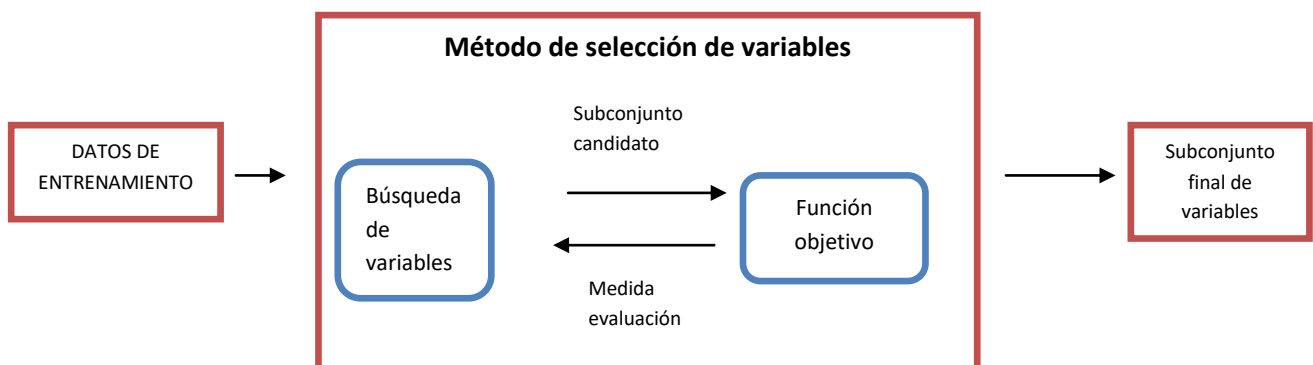 Método de selección de variables
DATOS DE
ENTRENAMIENTO
Subconjunto
candidato
Búsqueda
de
variables
Función
objetivo
Medida
evaluación
Subconjunto
final de
variables